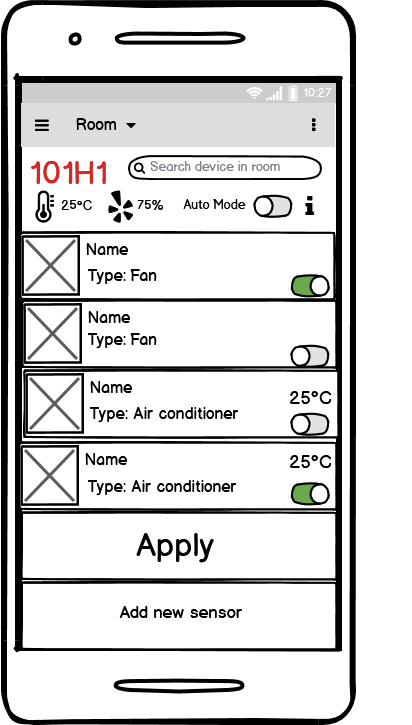 10:27
Room
101H1
Search device in room
25°C 75% Auto Mode
Name
Type: Fan
Name
Type: Fan
Name
25°C
Type: Air conditioner
Name
25°C
Type: Air conditioner
Apply
Add new sensor